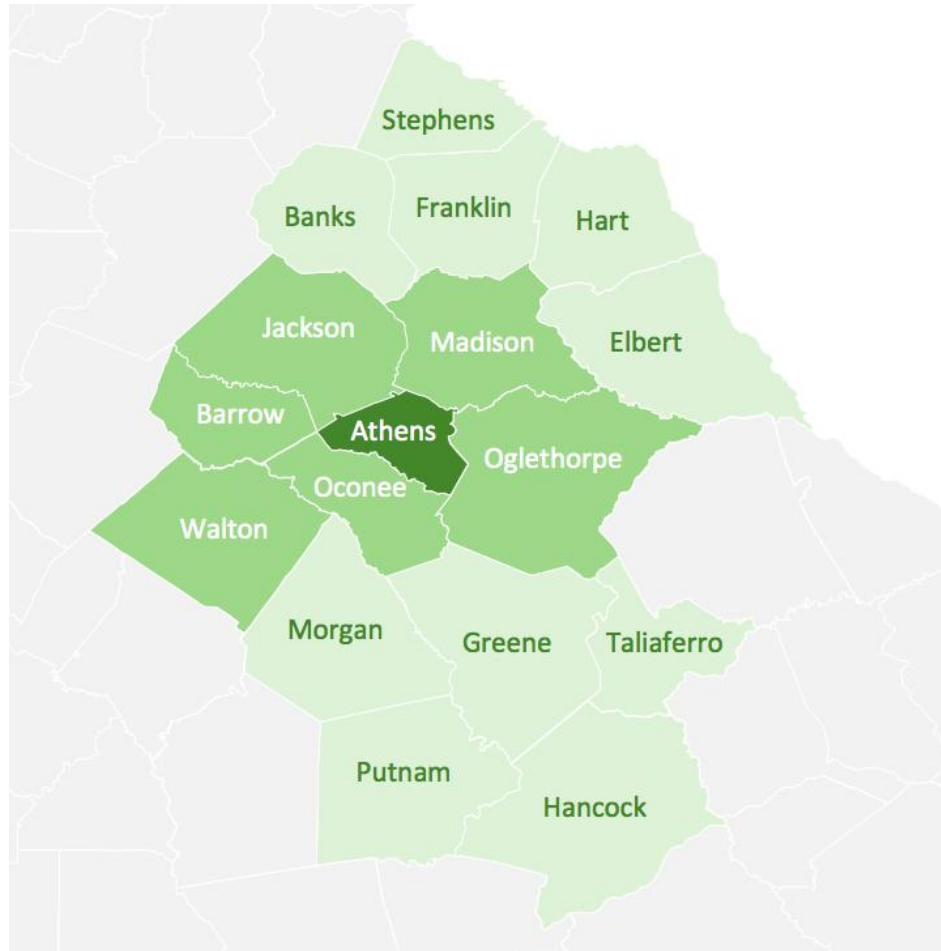 Stephens
Banks
Franklin
Hart
Jackson
Madison
Elbert
Barrow
Athens
Oglethorpe
Oconee
Walton
Morgan
Greene
Taliaferro
Putnam
Hancock